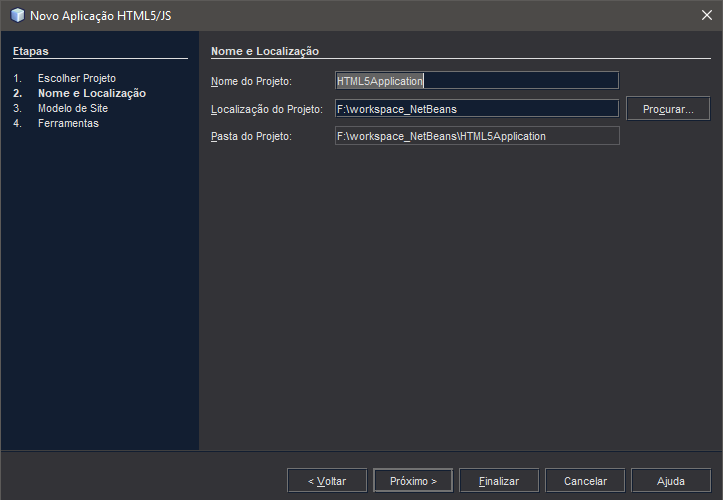 Novo Aplicação HTML5/JS
Etapas
1. Escolher Projeto
2. Nome e Localização
3. Modelo de Site
4. Ferramentas
Nome e Localização
Nome do Projeto: HTML5Application
Localização do Projeto: F:\workspace_NetBeans Procurar...
Pasta do Projeto: F:\workspace_NetBeans\HTML5Application
< Voltar Próximo > Finalizar Cancelar Ajuda